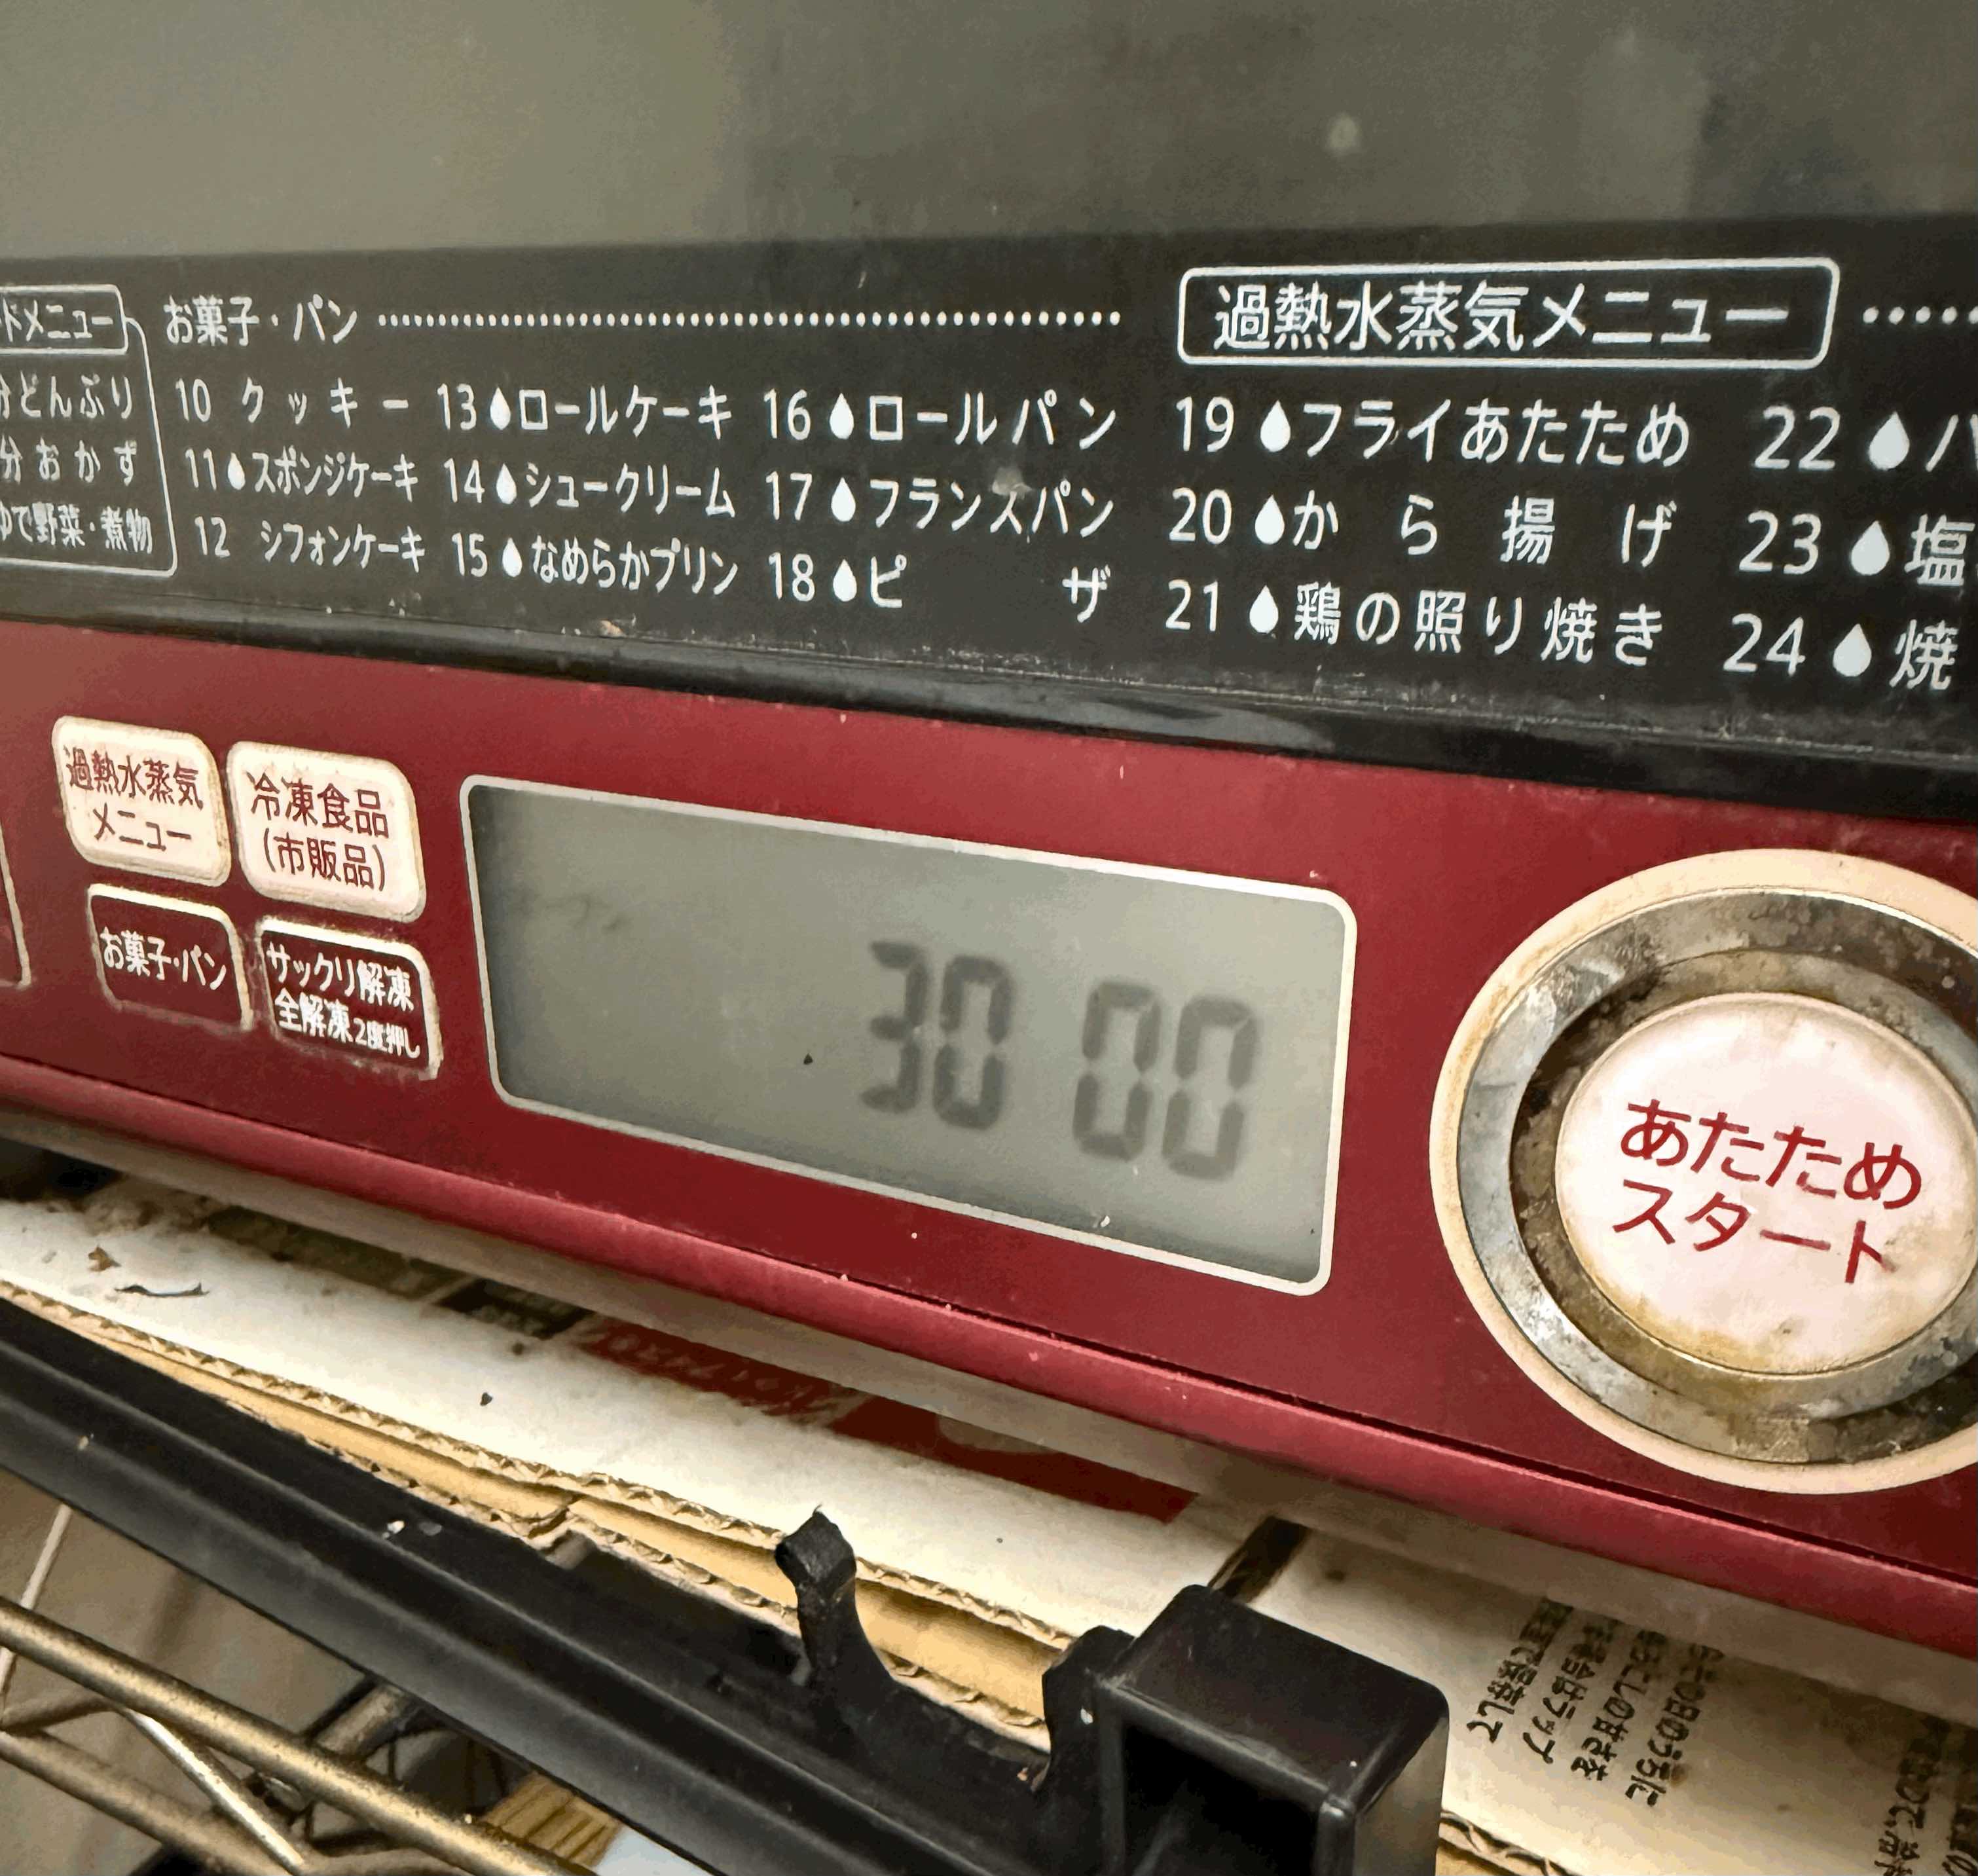 ドメニュー
分どんぶり
分おかず
ゆで野菜・煮物
お菓子・パン
10 クッキー 13 ロールケーキ 16 ロールパン
11 スポンジケーキ 14 シュークリーム 17 フランスパン
12 シフォンケーキ 15 なめらかプリン 18 ピザ
過熱水蒸気メニュー
19 フライあたため 22
20 から揚げ 23 塩
21 鶏の照り焼き 24 焼
過熱水蒸気
メニュー
冷凍食品
(市販品)
お菓子・パン
サックリ解凍
全解凍2度押し
30 00
あたため
スタート